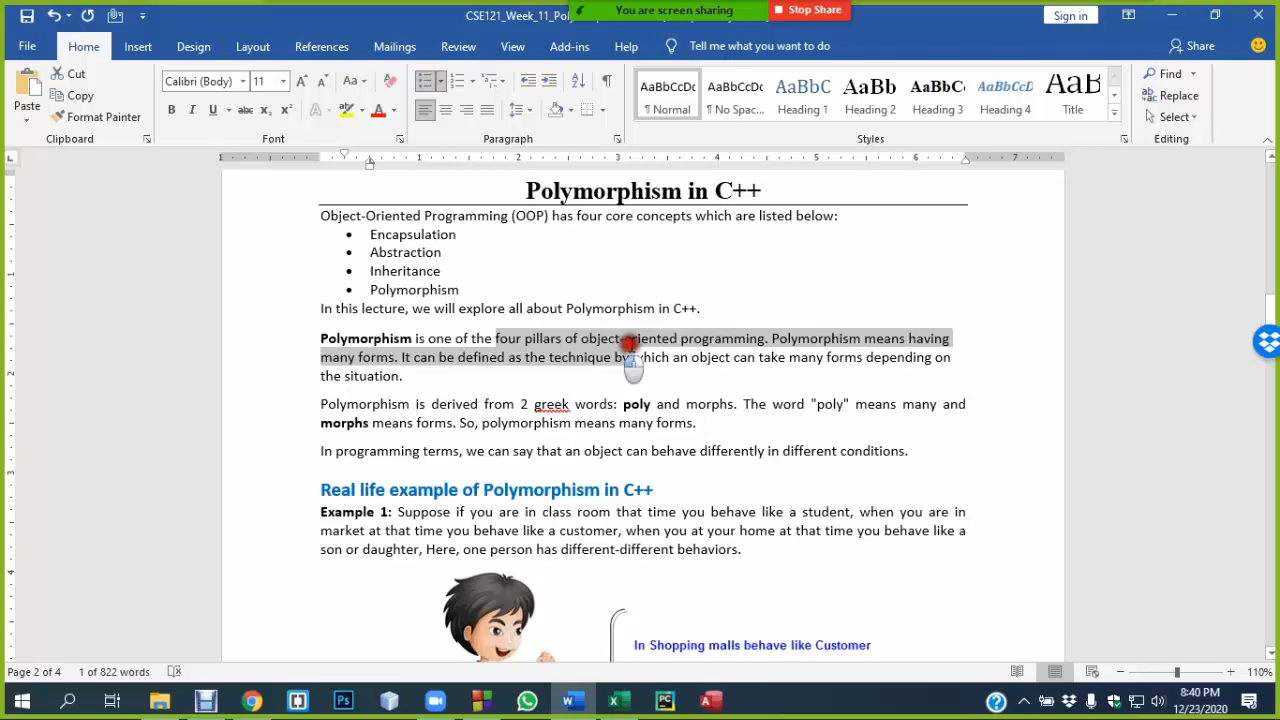 CSE121_Week_11_Pol
You are screen sharing
Stop Share
Sign in
File Home Insert Design Layout References Mailings Review View Add-ins Help Tell me what you want to do Share
Paste Cut Calibri (Body) 11 AaBbCcDc AaBbCcDc AaBbC AaBb AaBbC AaBbCcD AaB Find
Copy ¶ Normal ¶ No Spac... Heading 1 Heading 2 Heading 3 Heading 4 Title Replace
Format Painter Select
Clipboard Font Paragraph Styles Editing
1 1 2 3 4 5 6 7
Polymorphism in C++
Object-Oriented Programming (OOP) has four core concepts which are listed below:
• Encapsulation
• Abstraction
• Inheritance
• Polymorphism
In this lecture, we will explore all about Polymorphism in C++.
Polymorphism is one of the four pillars of object-oriented programming. Polymorphism means having
many forms. It can be defined as the technique by which an object can take many forms depending on
the situation.
Polymorphism is derived from 2 greek words: poly and morphs. The word "poly" means many and
morphs means forms. So, polymorphism means many forms.
In programming terms, we can say that an object can behave differently in different conditions.
Real life example of Polymorphism in C++
Example 1: Suppose if you are in class room that time you behave like a student, when you are in
market at that time you behave like a customer, when you at your home at that time you behave like a
son or daughter, Here, one person has different-different behaviors.
In Shopping malls behave like Customer
Page 2 of 4 1 of 822 words 110%
8:40 PM
12/23/2020